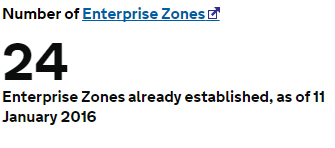 Number of Enterprise Zones
24
Enterprise Zones already established, as of 11
January 2016